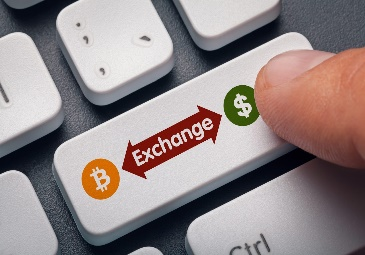 ; ,
,
₿ Exchange $
Ctrl